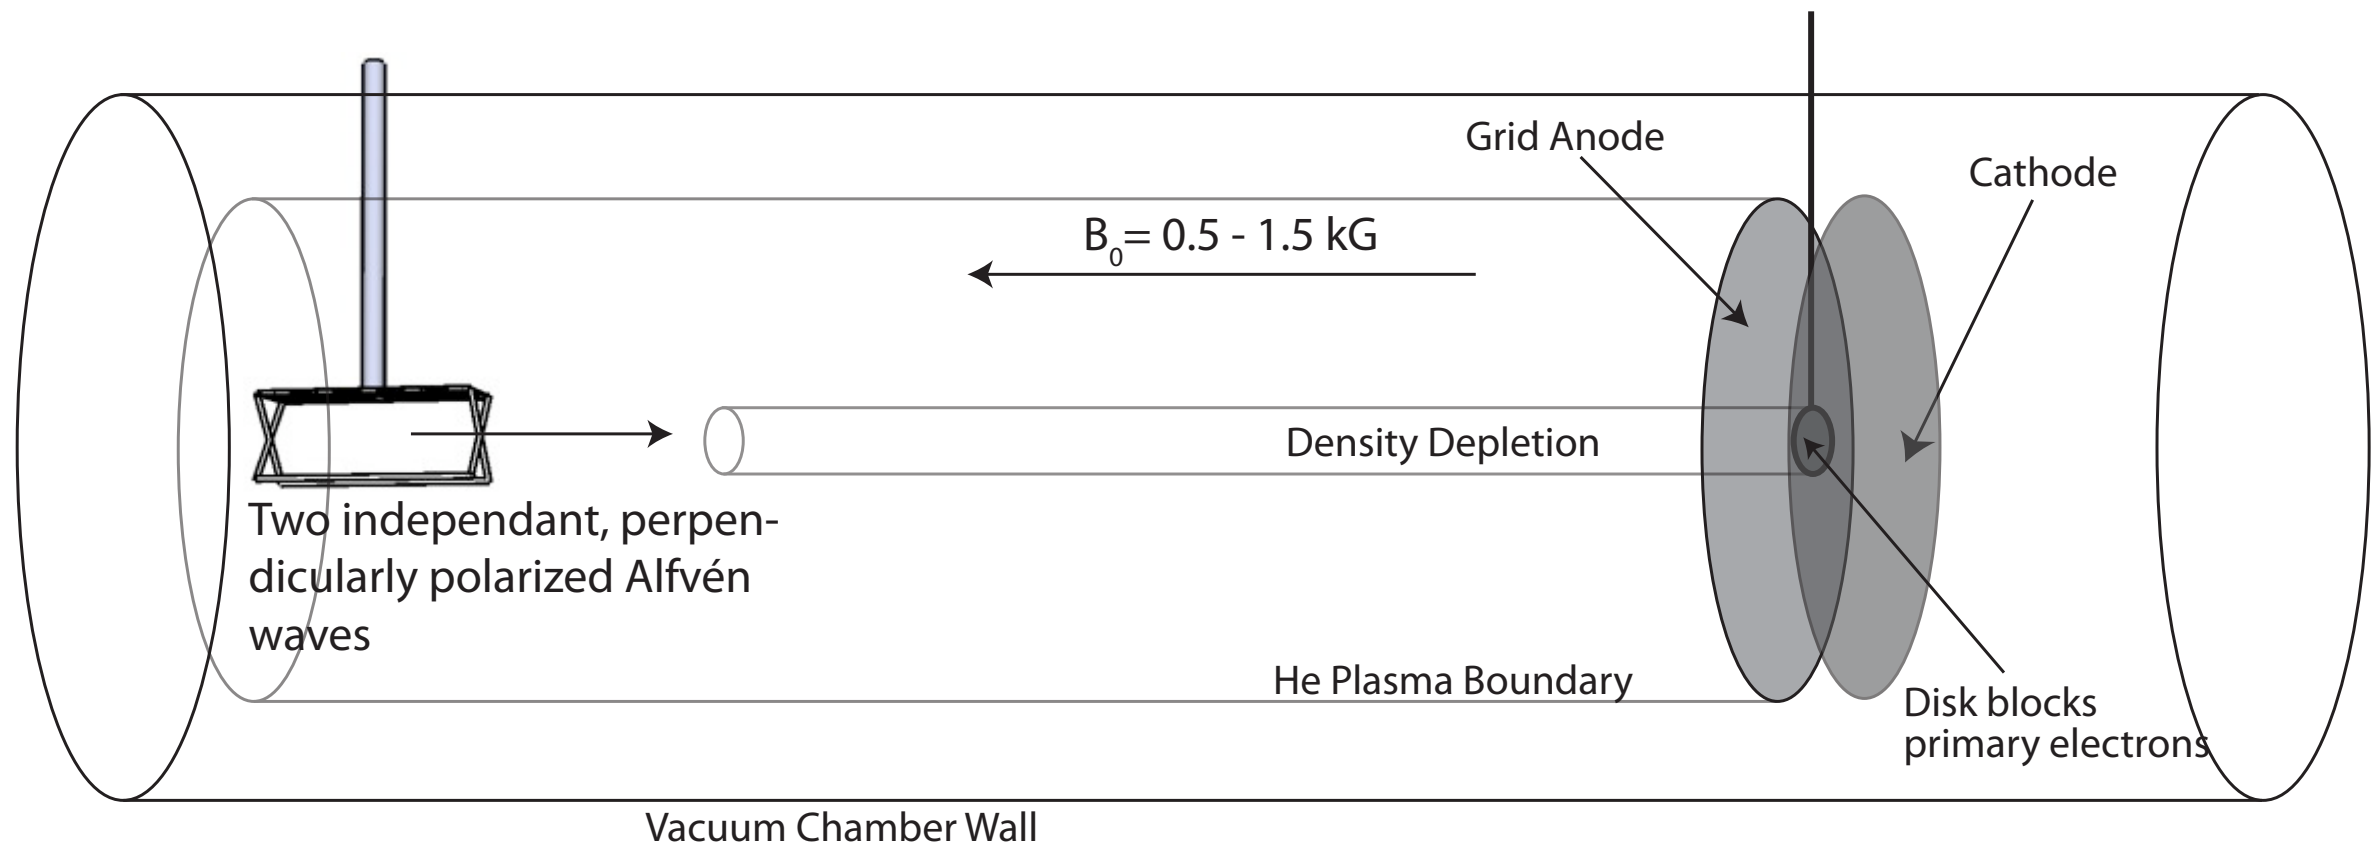 Grid Anode
Cathode
B0= 0.5 - 1.5 kG
Density Depletion
Two independant, perpen-
dicularly polarized Alfvén
waves
He Plasma Boundary
Disk blocks
primary electrons
Vacuum Chamber Wall